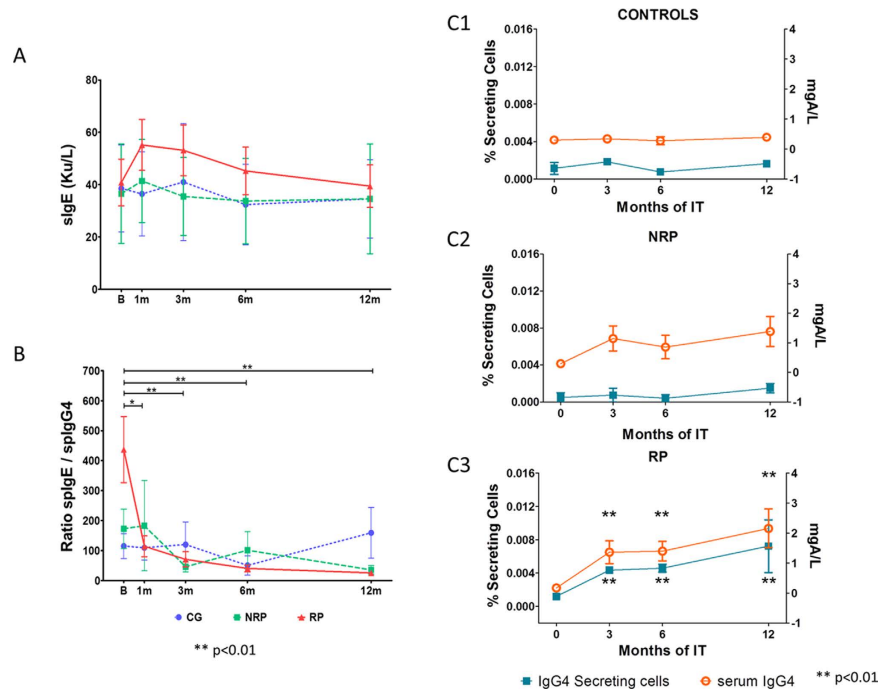 A
sIgE (Ku/L)
80
60
40
20
0
B 1m 3m 6m 12m
B
Ratio spIgE / spIgG4
700
600
500
400
300
200
100
0
**
**
**
*
B 1m 3m 6m 12m
CG NRP RP
** p<0.01
C1
CONTROLS
% Secreting Cells
0.016
0.012
0.008
0.004
0.000
4
3
2
1
0
-1
mgA/L
0 3 6 12
Months of IT
C2
NRP
% Secreting Cells
0.016
0.012
0.008
0.004
0.000
4
3
2
1
0
-1
mgA/L
0 3 6 12
Months of IT
C3
RP
% Secreting Cells
0.016
0.012
0.008
0.004
0.000
** ** **
** ** **
4
3
2
1
0
-1
mgA/L
0 3 6 12
Months of IT
IgG4 Secreting cells serum IgG4 ** p<0.01